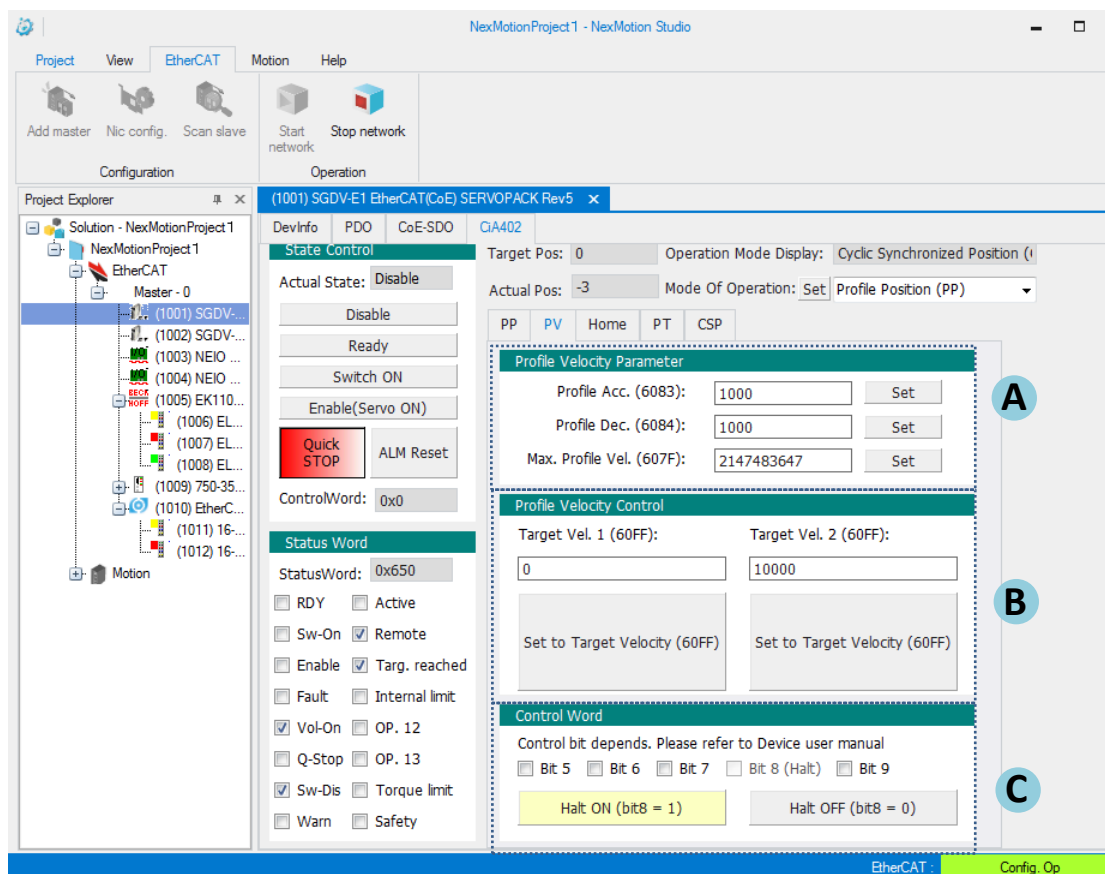 NexMotionProject1 - NexMotion Studio
Project View EtherCAT Motion Help
Add master Nic config. Scan slave Start network Stop network
Configuration Operation
Project Explorer
Solution - NexMotionProject1
NexMotionProject1
EtherCAT
Master - 0
(1001) SGDV-...
(1002) SGDV-...
(1003) NEIO ...
(1004) NEIO ...
(1005) EK110...
(1006) EL...
(1007) EL...
(1008) EL...
(1009) 750-35...
(1010) EtherC...
(1011) 16-...
(1012) 16-...
Motion
(1001) SGDV-E1 EtherCAT(CoE) SERVOPACK Rev5
DevInfo PDO CoE-SDO CiA402
State Control
Actual State: Disable
Disable
Ready
Switch ON
Enable(Servo ON)
Quick STOP ALM Reset
ControlWord: 0x0
Status Word
StatusWord: 0x650
RDY Active
Sw-On Remote
Enable Targ. reached
Fault Internal limit
Vol-On OP. 12
Q-Stop OP. 13
Sw-Dis Torque limit
Warn Safety
Target Pos: 0 Operation Mode Display: Cyclic Synchronized Position (
Actual Pos: -3 Mode Of Operation: Set Profile Position (PP)
PP PV Home PT CSP
Profile Velocity Parameter
Profile Acc. (6083): 1000 Set
Profile Dec. (6084): 1000 Set
Max. Profile Vel. (607F): 2147483647 Set
A
Profile Velocity Control
Target Vel. 1 (60FF): Target Vel. 2 (60FF):
0 10000
Set to Target Velocity (60FF) Set to Target Velocity (60FF)
B
Control Word
Control bit depends. Please refer to Device user manual
Bit 5 Bit 6 Bit 7 Bit 8 (Halt) Bit 9
Halt ON (bit8 = 1) Halt OFF (bit8 = 0)
C
EtherCAT : Config. Op